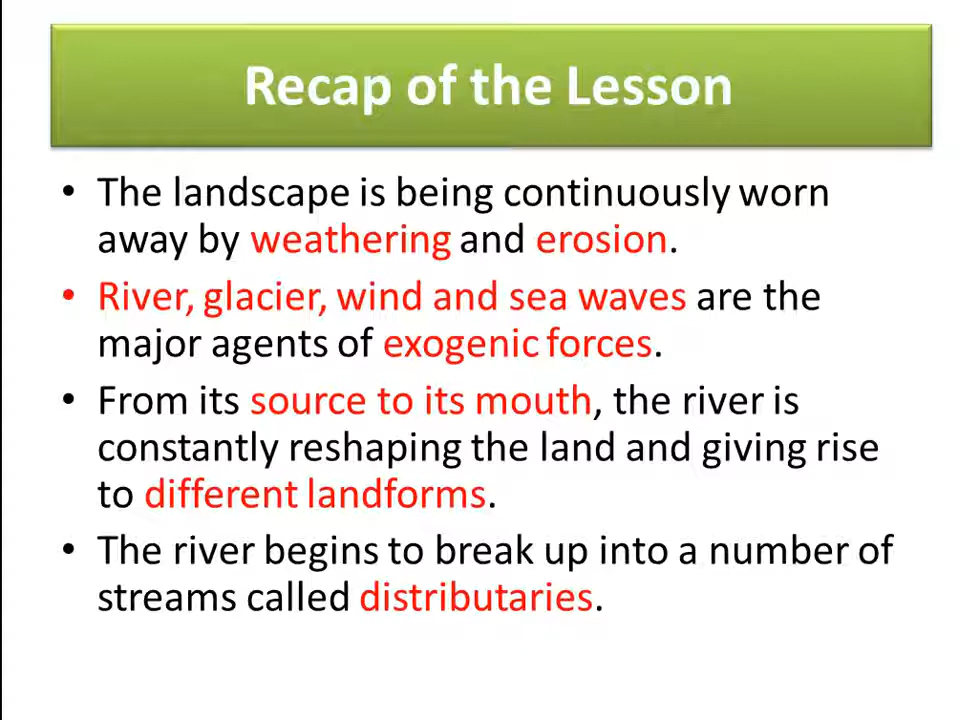 Recap of the Lesson
• The landscape is being continuously worn
away by weathering and erosion.
• River, glacier, wind and sea waves are the
major agents of exogenic forces.
• From its source to its mouth, the river is
constantly reshaping the land and giving rise
to different landforms.
• The river begins to break up into a number of
streams called distributaries.